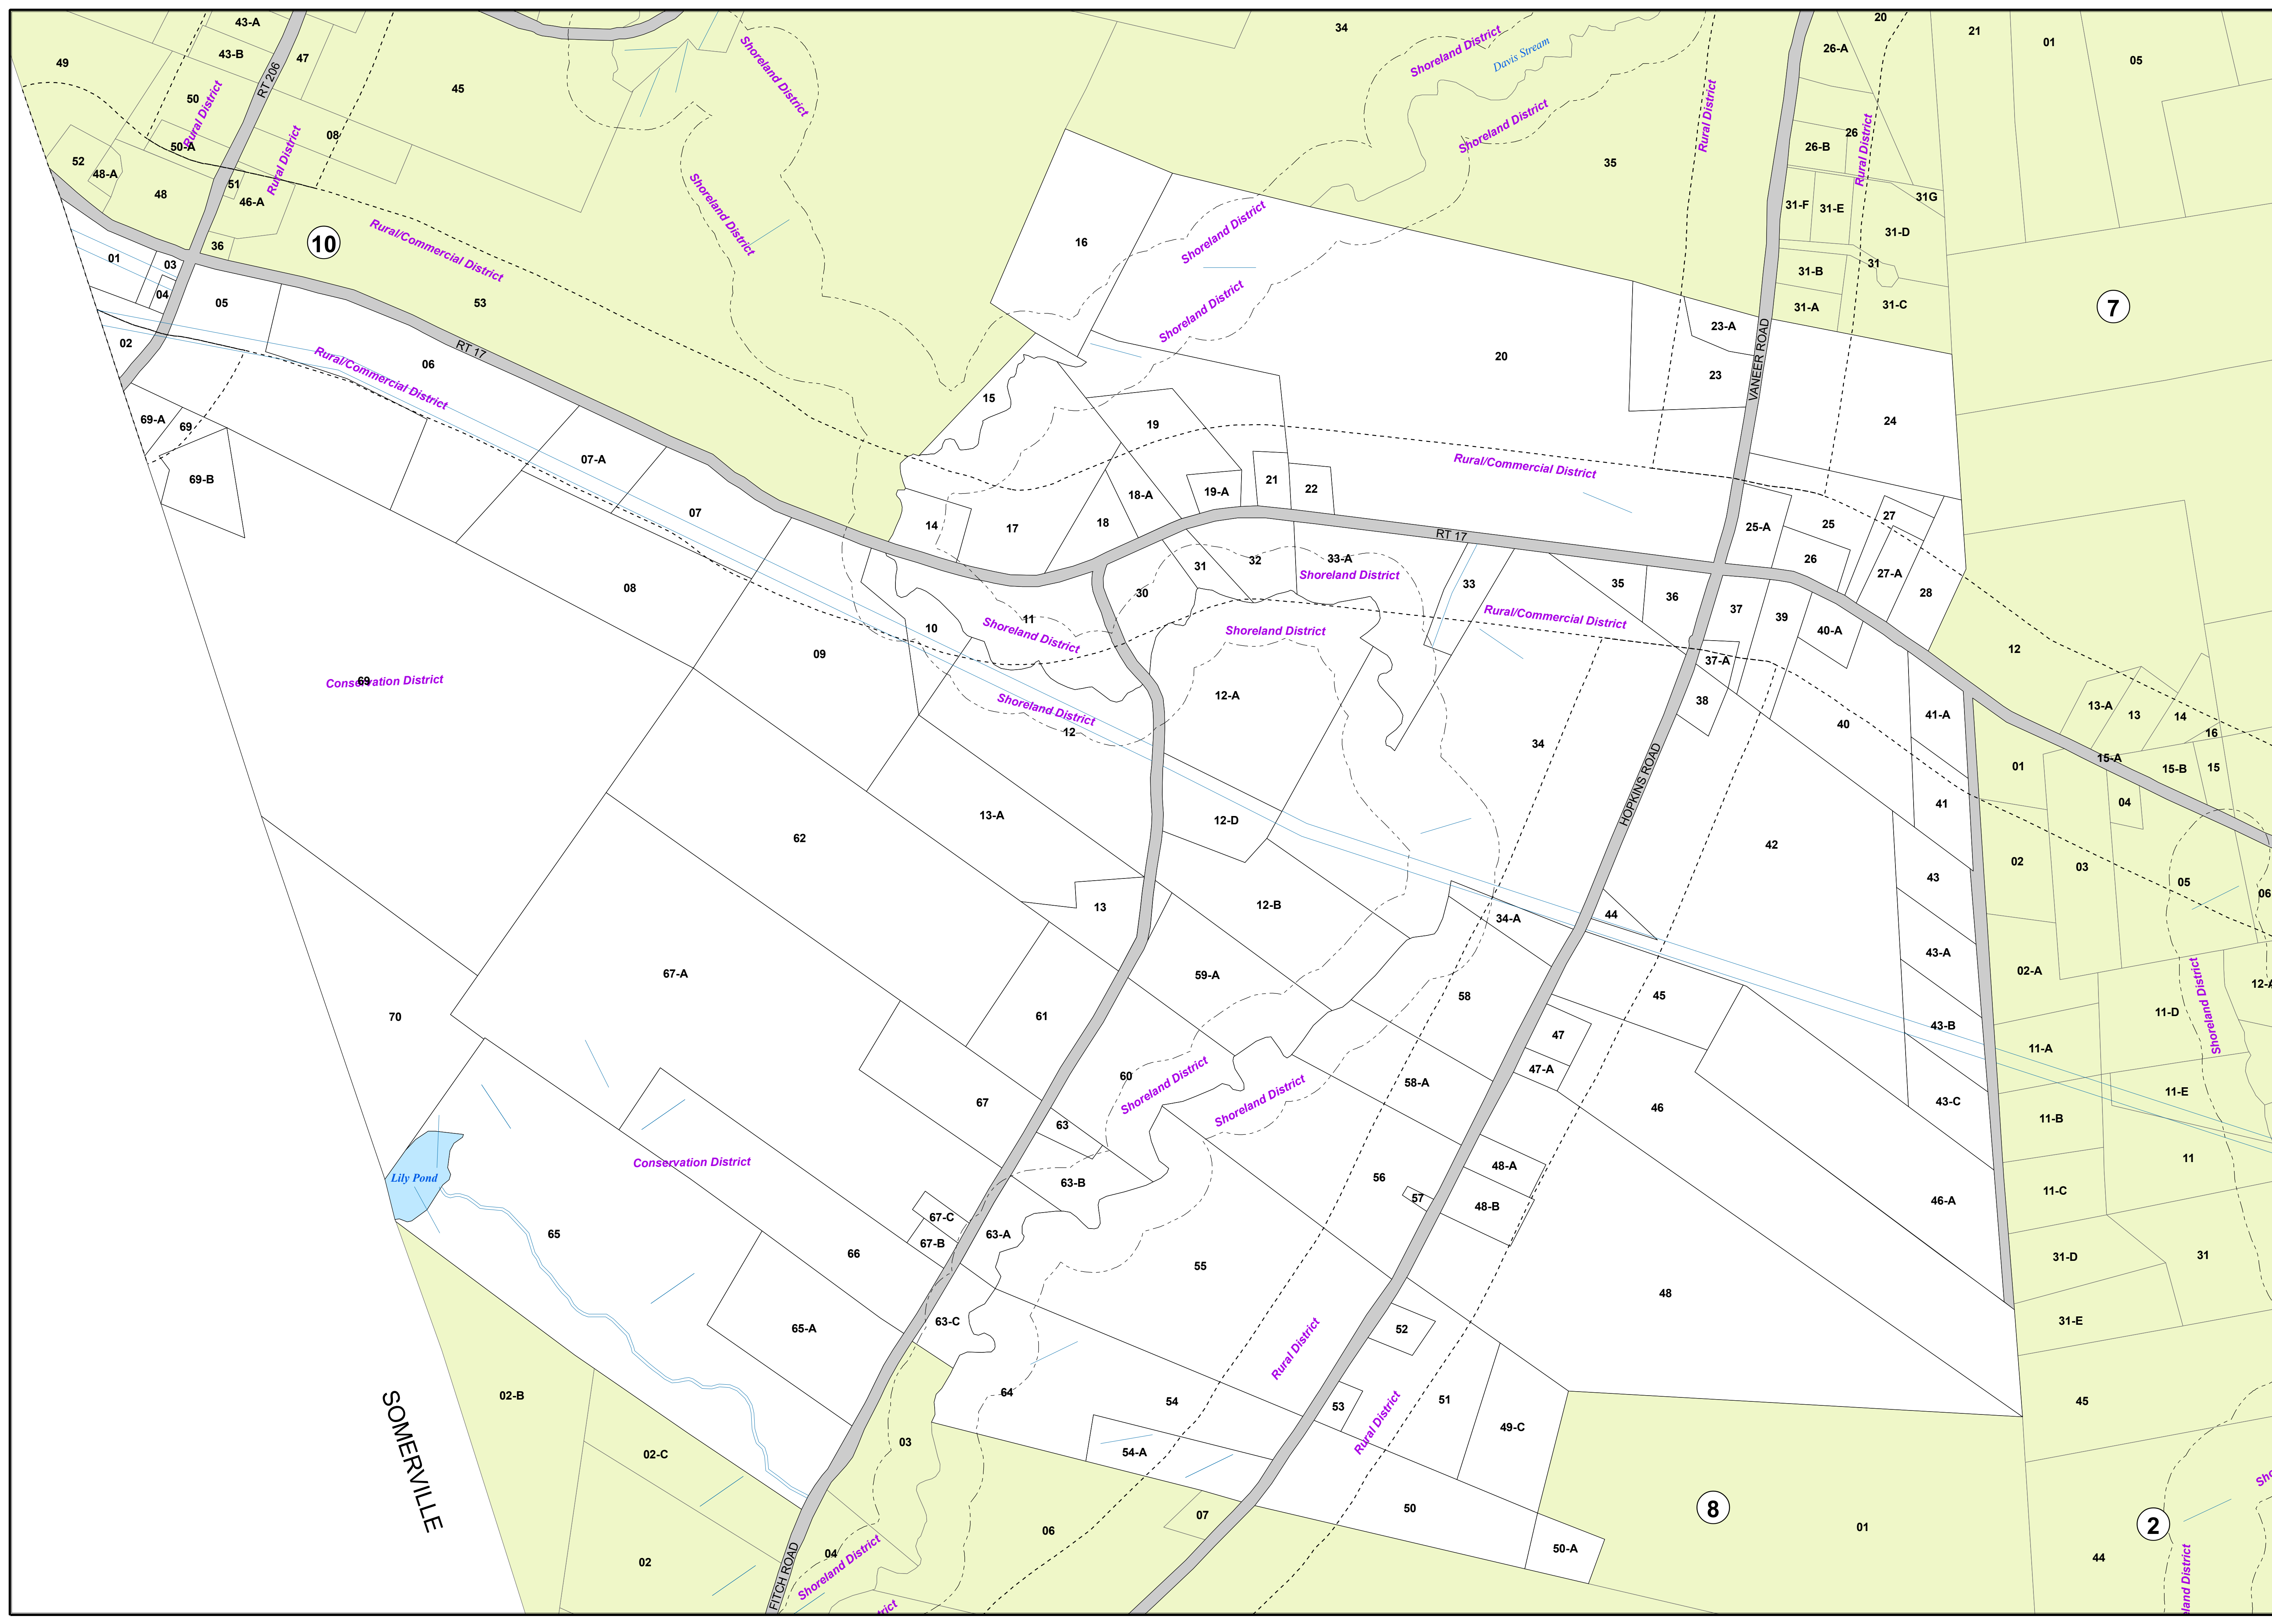 43-A
20
34
21
01
05
49
43-B
47
45
26-A
Shoreland District
Shoreland District
Davis Stream
RT 206
50
Rural District
08
Shoreland District
Rural District
26
Rural District
50-A
26-B
35
52
48-A
51
Rural District
48
46-A
31G
31-F
31-E
31-D
Shoreland District
Shoreland District
36
10
16
Rural/Commercial District
01
03
31
31-B
04
05
53
Shoreland District
31-A
31-C
7
02
RT 17
06
Rural/Commercial District
20
23-A
VANEER ROAD
23
15
69-A
69
19
24
07-A
69-B
Rural/Commercial District
21
22
19-A
18-A
07
14
17
18
25-A
25
27
RT 17
26
33-A
32
31
Shoreland District
33
35
36
27-A
28
08
30
10
11
Shoreland District
Rural/Commercial District
37
39
40-A
Shoreland District
09
12
37-A
69
Conservation District
12-A
38
Shoreland District
12
34
40
41-A
13-A
13
14
16
HOPKINS ROAD
15-A
01
15-B
15
41
04
13-A
12-D
62
42
02
03
05
06
43
13
12-B
34-A
44
43-A
67-A
59-A
02-A
12-A
58
45
Shoreland District
70
61
43-B
11-D
47
11-A
60
Shoreland District
47-A
58-A
67
Shoreland District
46
43-C
11-E
11-B
63
Conservation District
11
48-A
Lily Pond
63-B
56
57
48-B
11-C
46-A
67-C
65
63-A
67-B
66
55
31-D
31
48
63-C
65-A
52
31-E
Rural District
64
54
53
51
45
02-B
Rural District
49-C
SOMERVILLE
03
02-C
54-A
50
8
07
2
01
06
04
50-A
02
44
Shoreland District
FITCH ROAD